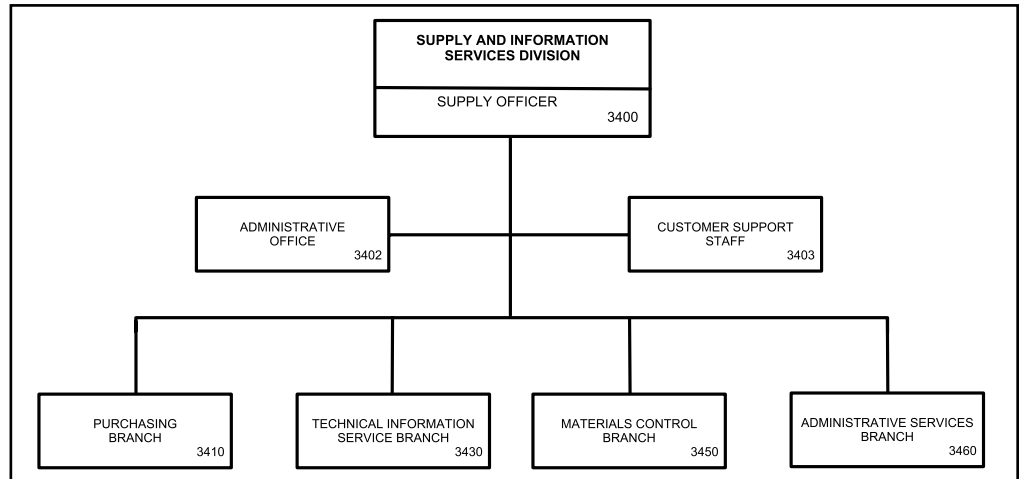 SUPPLY AND INFORMATION
SERVICES DIVISION
SUPPLY OFFICER
3400
ADMINISTRATIVE
OFFICE
3402
CUSTOMER SUPPORT
STAFF
3403
PURCHASING
BRANCH
3410
TECHNICAL INFORMATION
SERVICE BRANCH
3430
MATERIALS CONTROL
BRANCH
3450
ADMINISTRATIVE SERVICES
BRANCH
3460